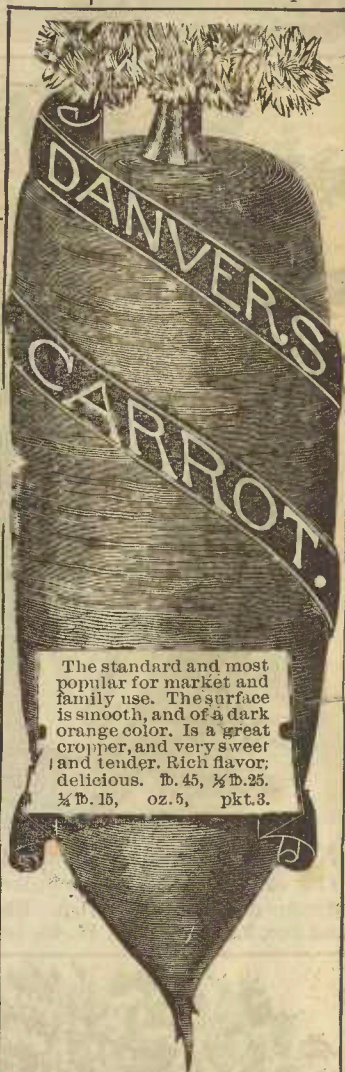 DANVERS
CARROT.
The standard and most
popular for market and
family use. The surface
is smooth, and of a dark
orange color. Is a great
cropper, and very sweet
and tender. Rich flavor;
delicious. ℔. 45, ½ ℔. 25.
¼ ℔. 15, oz. 5, pkt. 3.